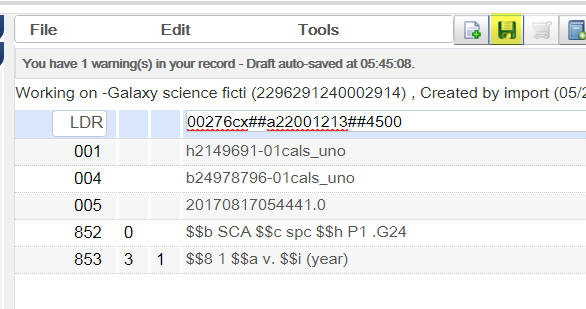 File Edit Tools
You have 1 warning(s) in your record - Draft auto-saved at 05:45:08.
Working on -Galaxy science ficti (2296291240002914) , Created by import (05/2
LDR 00276cx##a22001213##4500
001 h2149691-01cals_uno
004 b24978796-01cals_uno
005 20170817054441.0
852 0 $$b SCA $$c spc $$h P1 .G24
853 3 1 $$8 1 $$a v. $$i (year)